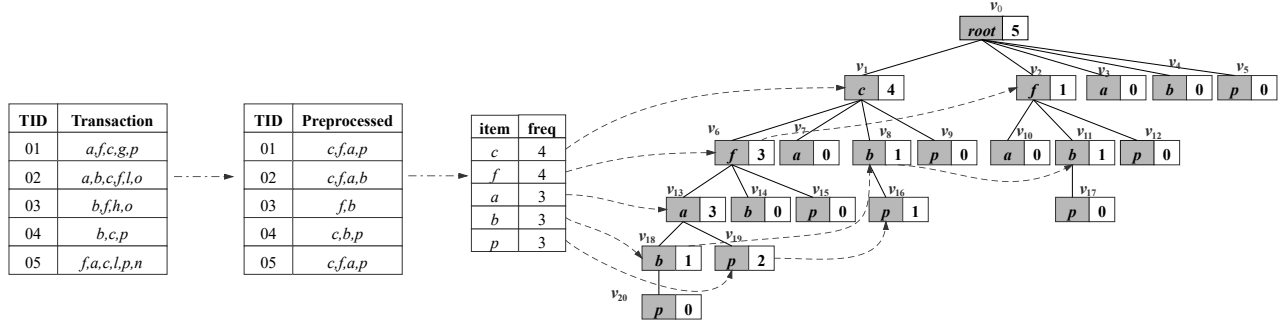 TID Transaction
01 a,f,c,g,p
02 a,b,c,f,l,o
03 b,f,h,o
04 b,c,p
05 f,a,c,l,p,n
TID Preprocessed
01 c,f,a,p
02 c,f,a,b
03 f,b
04 c,b,p
05 c,f,a,p
item freq
c 4
f 4
a 3
b 3
p 3
v0
root 5
v1 v2 v3 v4 v5
c 4 f 1 a 0 b 0 p 0
v6 v7 v8 v9 v10 v11 v12
f 3 a 0 b 1 p 0 a 0 b 1 p 0
v13 v14 v15 v16 v17
a 3 b 0 p 0 p 1 p 0
v18 v19
b 1 p 2
v20
p 0